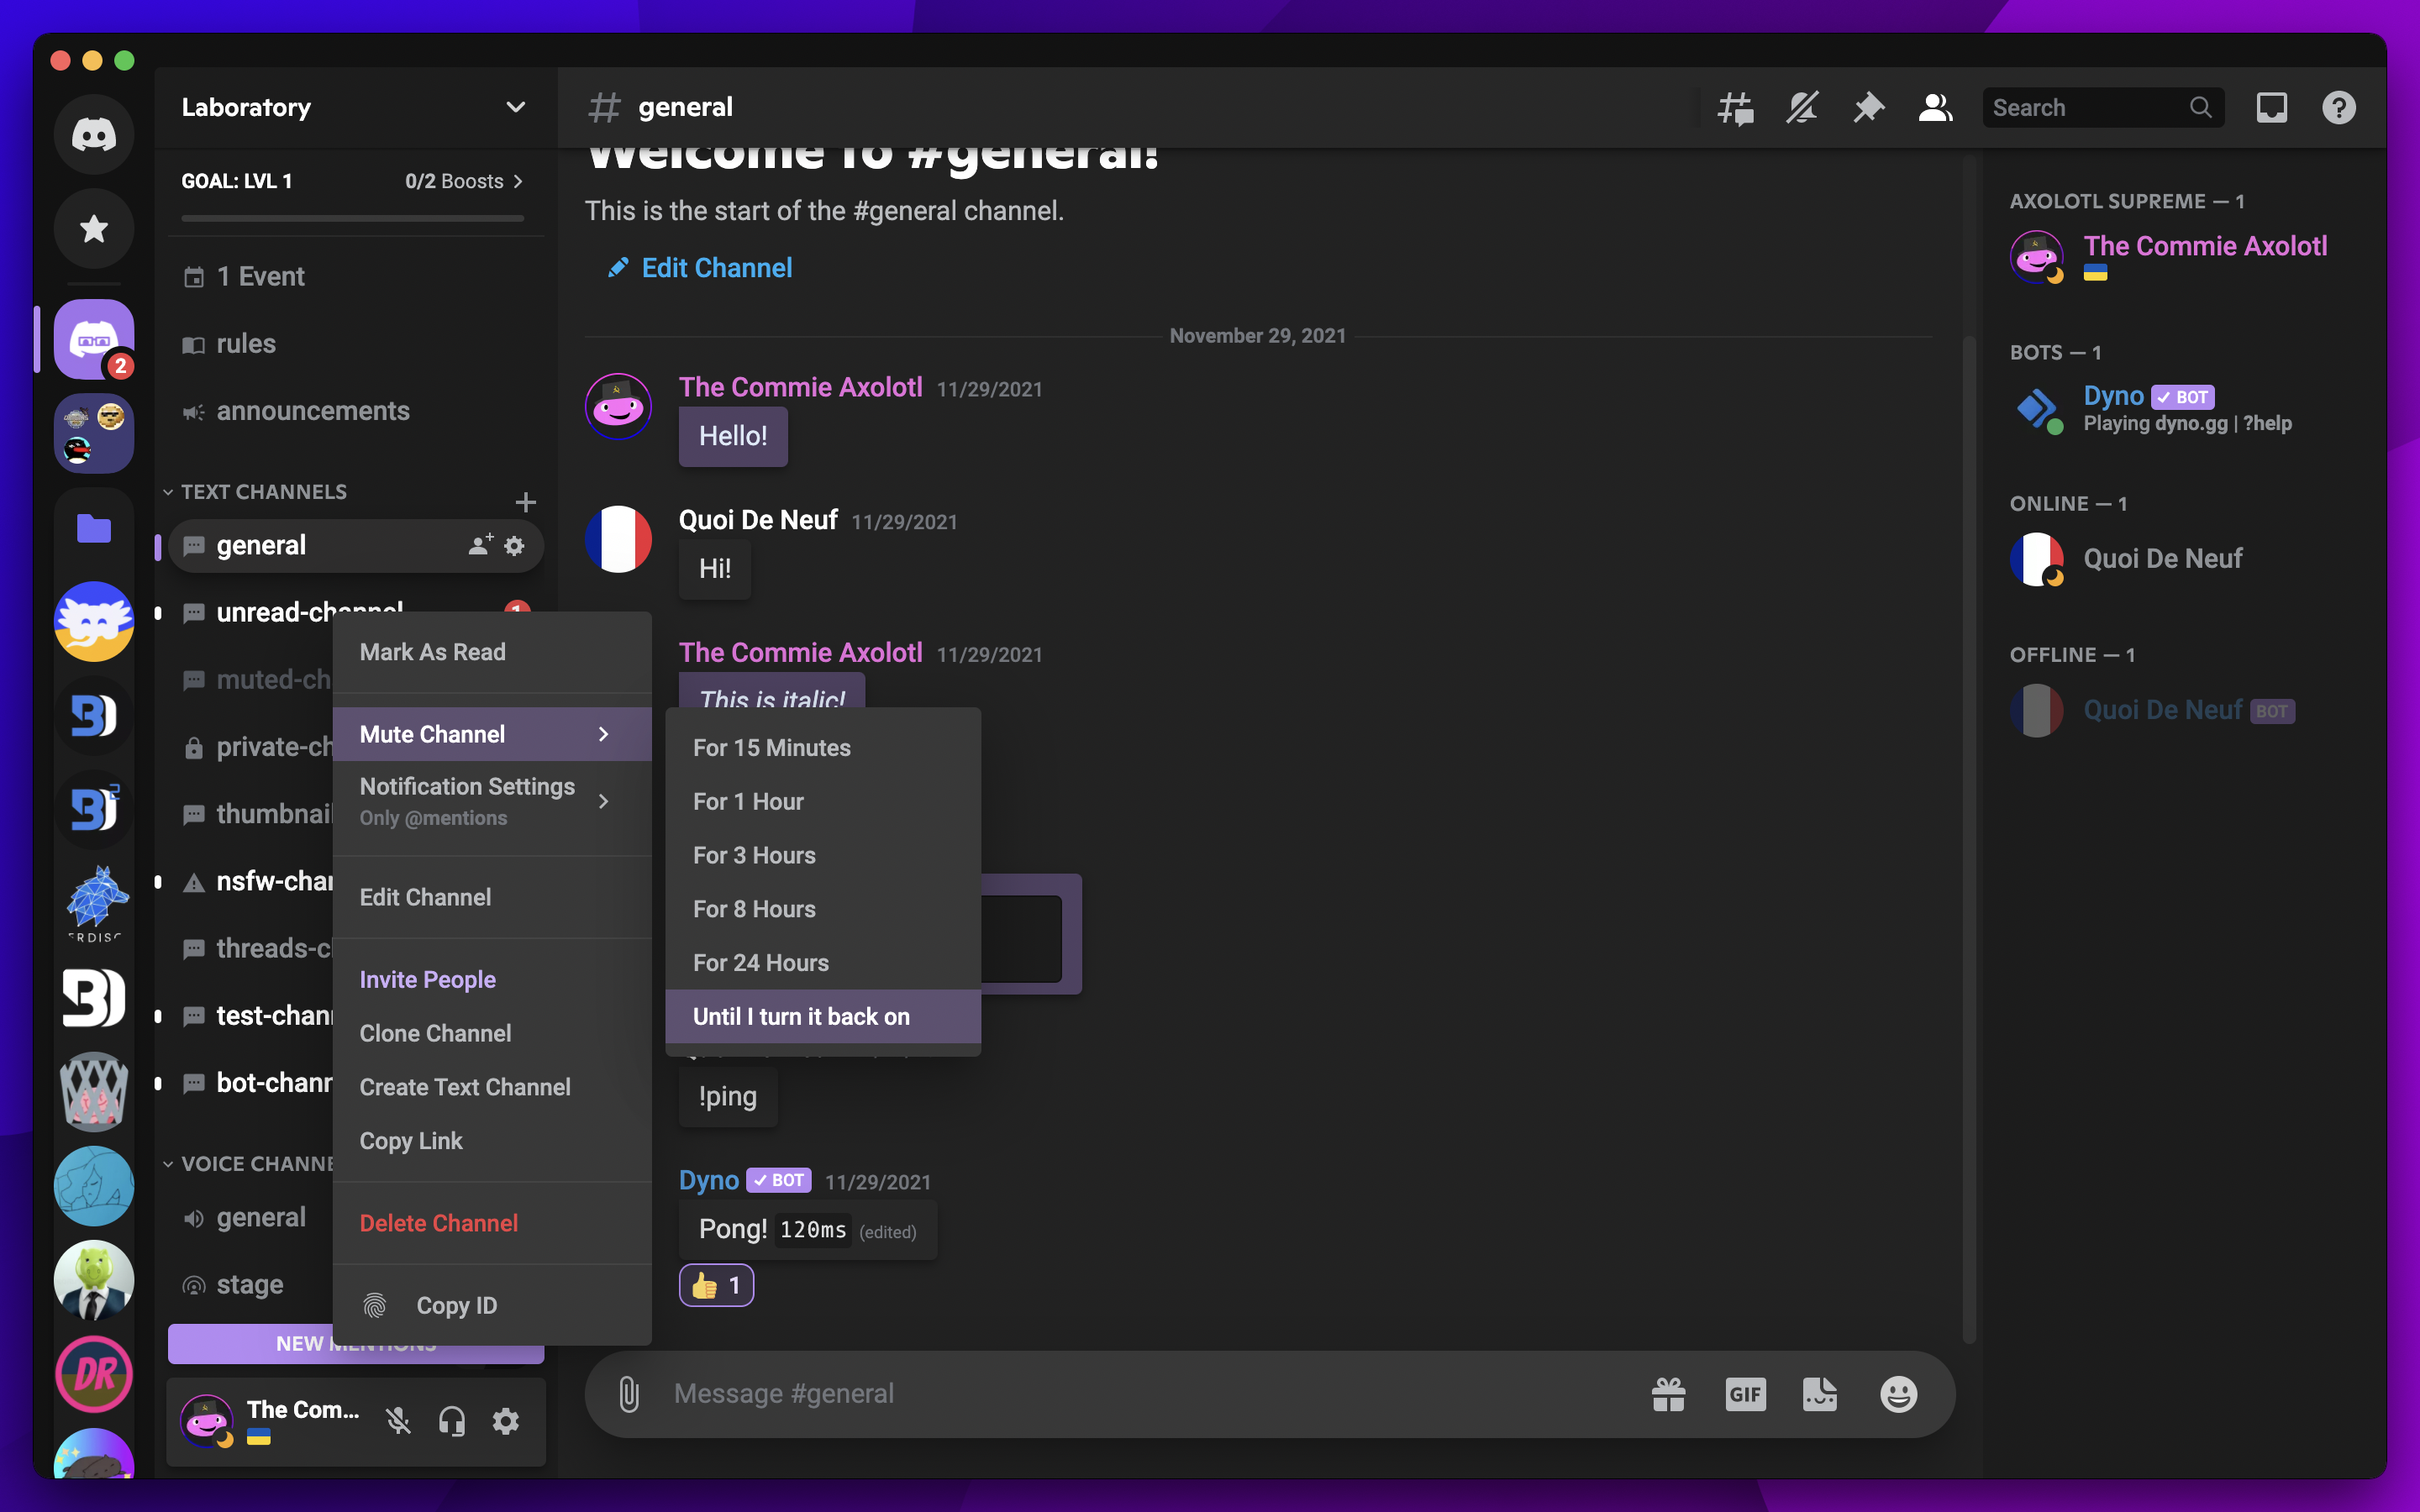 Laboratory
GOAL: LVL 1 0/2 Boosts
1 Event
rules
announcements
TEXT CHANNELS
general
unread-channel
muted-ch
private-ch
thumbnail
nsfw-chan
threads-c
test-chann
bot-chann
VOICE CHANNE
general
stage
NEW MENTIONS
The Com...
2
ERDISC
DR
Mark As Read
Mute Channel
Notification Settings
Only @mentions
Edit Channel
Invite People
Clone Channel
Create Text Channel
Copy Link
Delete Channel
Copy ID
For 15 Minutes
For 1 Hour
For 3 Hours
For 8 Hours
For 24 Hours
Until I turn it back on
general
Search
Welcome to #general!
This is the start of the #general channel.
Edit Channel
November 29, 2021
The Commie Axolotl 11/29/2021
Hello!
Quoi De Neuf 11/29/2021
Hi!
The Commie Axolotl 11/29/2021
This is italic!
!ping
Dyno BOT 11/29/2021
Pong! 120ms (edited)
1
Message #general
GIF
AXOLOTL SUPREME — 1
The Commie Axolotl
BOTS — 1
Dyno BOT
Playing dyno.gg | ?help
ONLINE — 1
Quoi De Neuf
OFFLINE — 1
Quoi De Neuf BOT